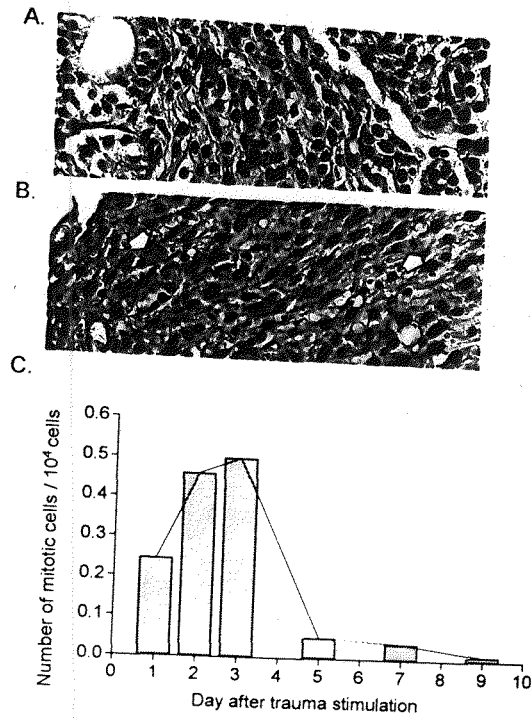 A.
B.
C.
Number of mitotic cells / 10⁴ cells
0.6
0.5
0.4
0.3
0.2
0.1
0.0
0 1 2 3 4 5 6 7 8 9 10
Day after trauma stimulation